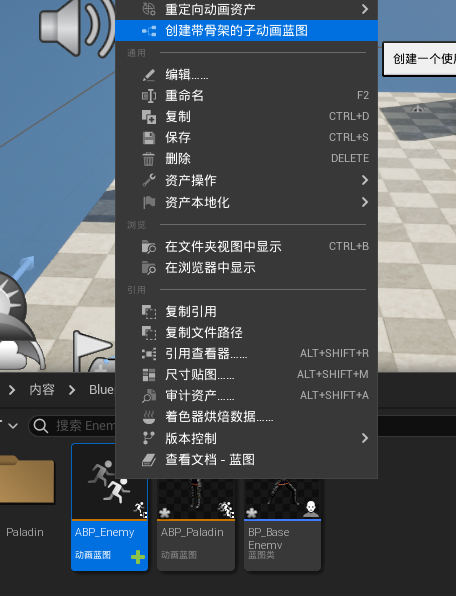 重定向动画资产
创建带骨架的子动画蓝图
通用
创建一个使
编辑......
重命名 F2
复制 CTRL+D
保存 CTRL+S
删除 DELETE
资产操作
资产本地化
浏览
在文件夹视图中显示 CTRL+B
在浏览器中显示
引用
复制引用
复制文件路径
引用查看器...... ALT+SHIFT+R
尺寸贴图...... ALT+SHIFT+M
审计资产...... ALT+SHIFT+A
着色器烘焙数据......
版本控制
查看文档 - 蓝图
内容 Blue
搜索 Enem
Paladin
ABP_Enemy
动画蓝图
ABP_Paladin
动画蓝图
BP_Base
Enemy
蓝图类